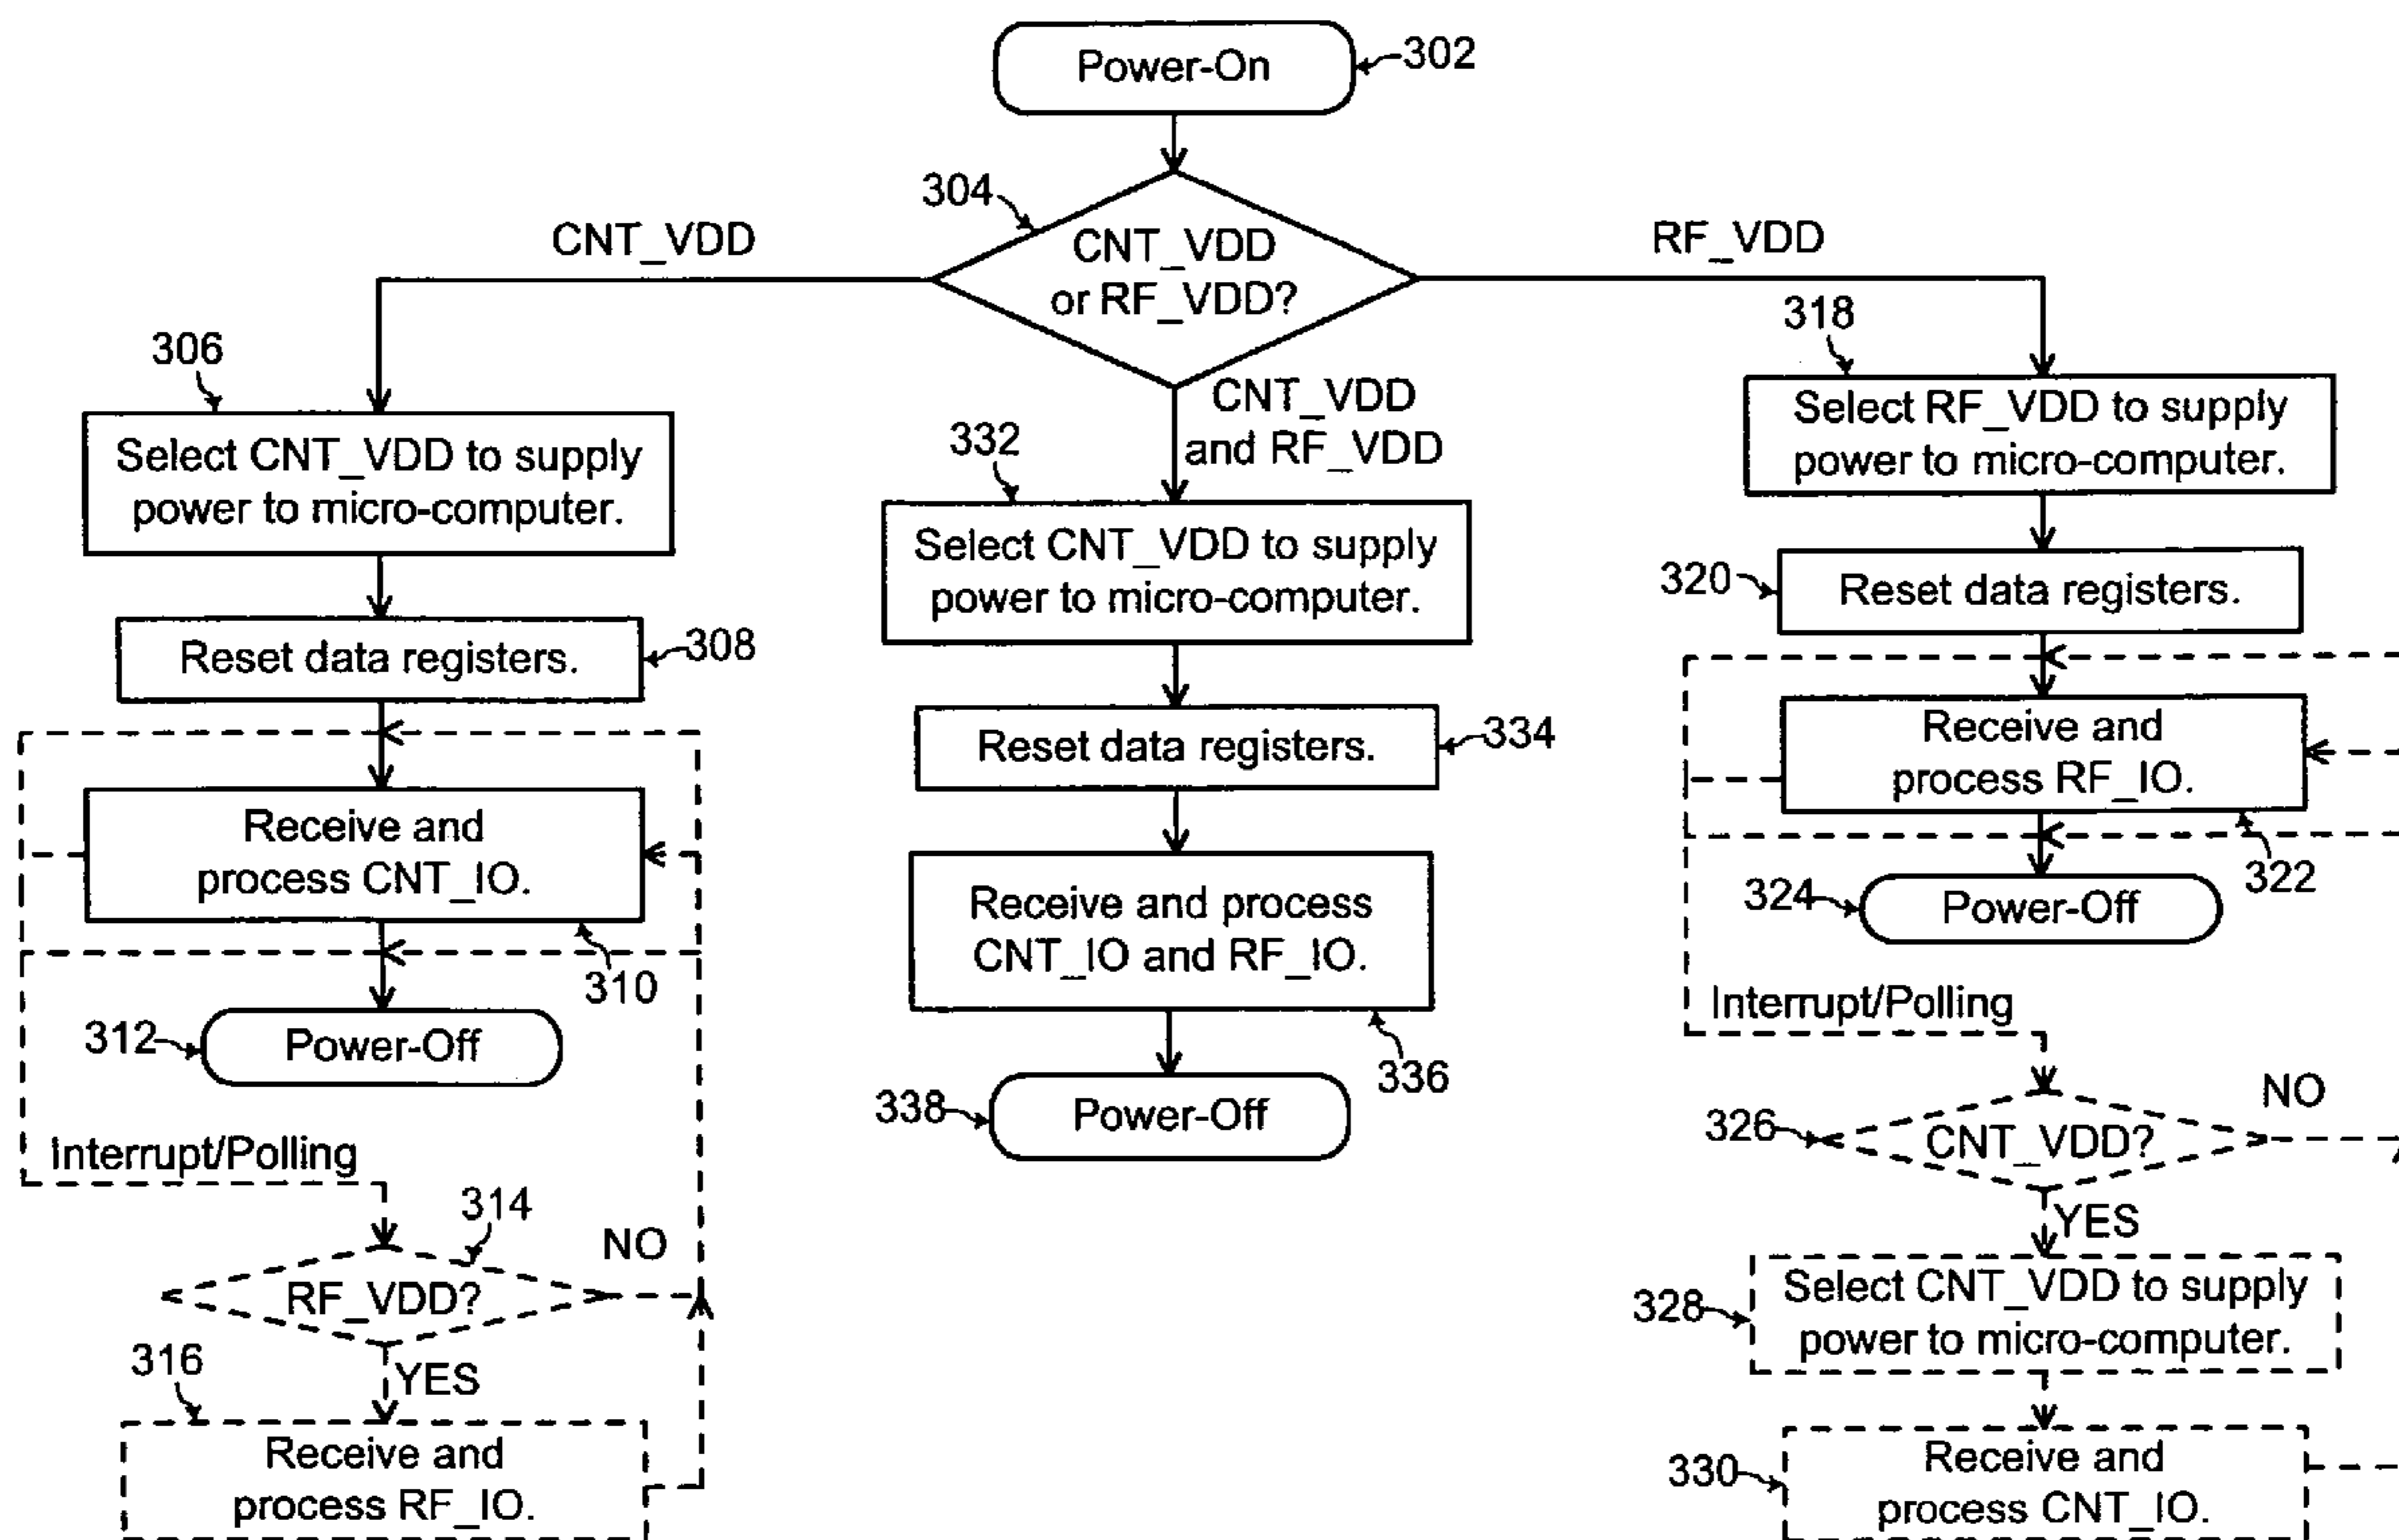 Power-On
302
304
CNT_VDD
or RF_VDD?
CNT_VDD
RF_VDD
CNT_VDD
and RF_VDD
306
Select CNT_VDD to supply
power to micro-computer.
Reset data registers.
308
Receive and
process CNT_IO.
310
312
Power-Off
Interrupt/Polling
314
RF_VDD?
NO
YES
316
Receive and
process RF_IO.
332
Select CNT_VDD to supply
power to micro-computer.
Reset data registers.
334
Receive and process
CNT_IO and RF_IO.
336
338
Power-Off
318
Select RF_VDD to supply
power to micro-computer.
320
Reset data registers.
Receive and
process RF_IO.
322
324
Power-Off
Interrupt/Polling
326
CNT_VDD?
NO
YES
328
Select CNT_VDD to supply
power to micro-computer.
330
Receive and
process CNT_IO.